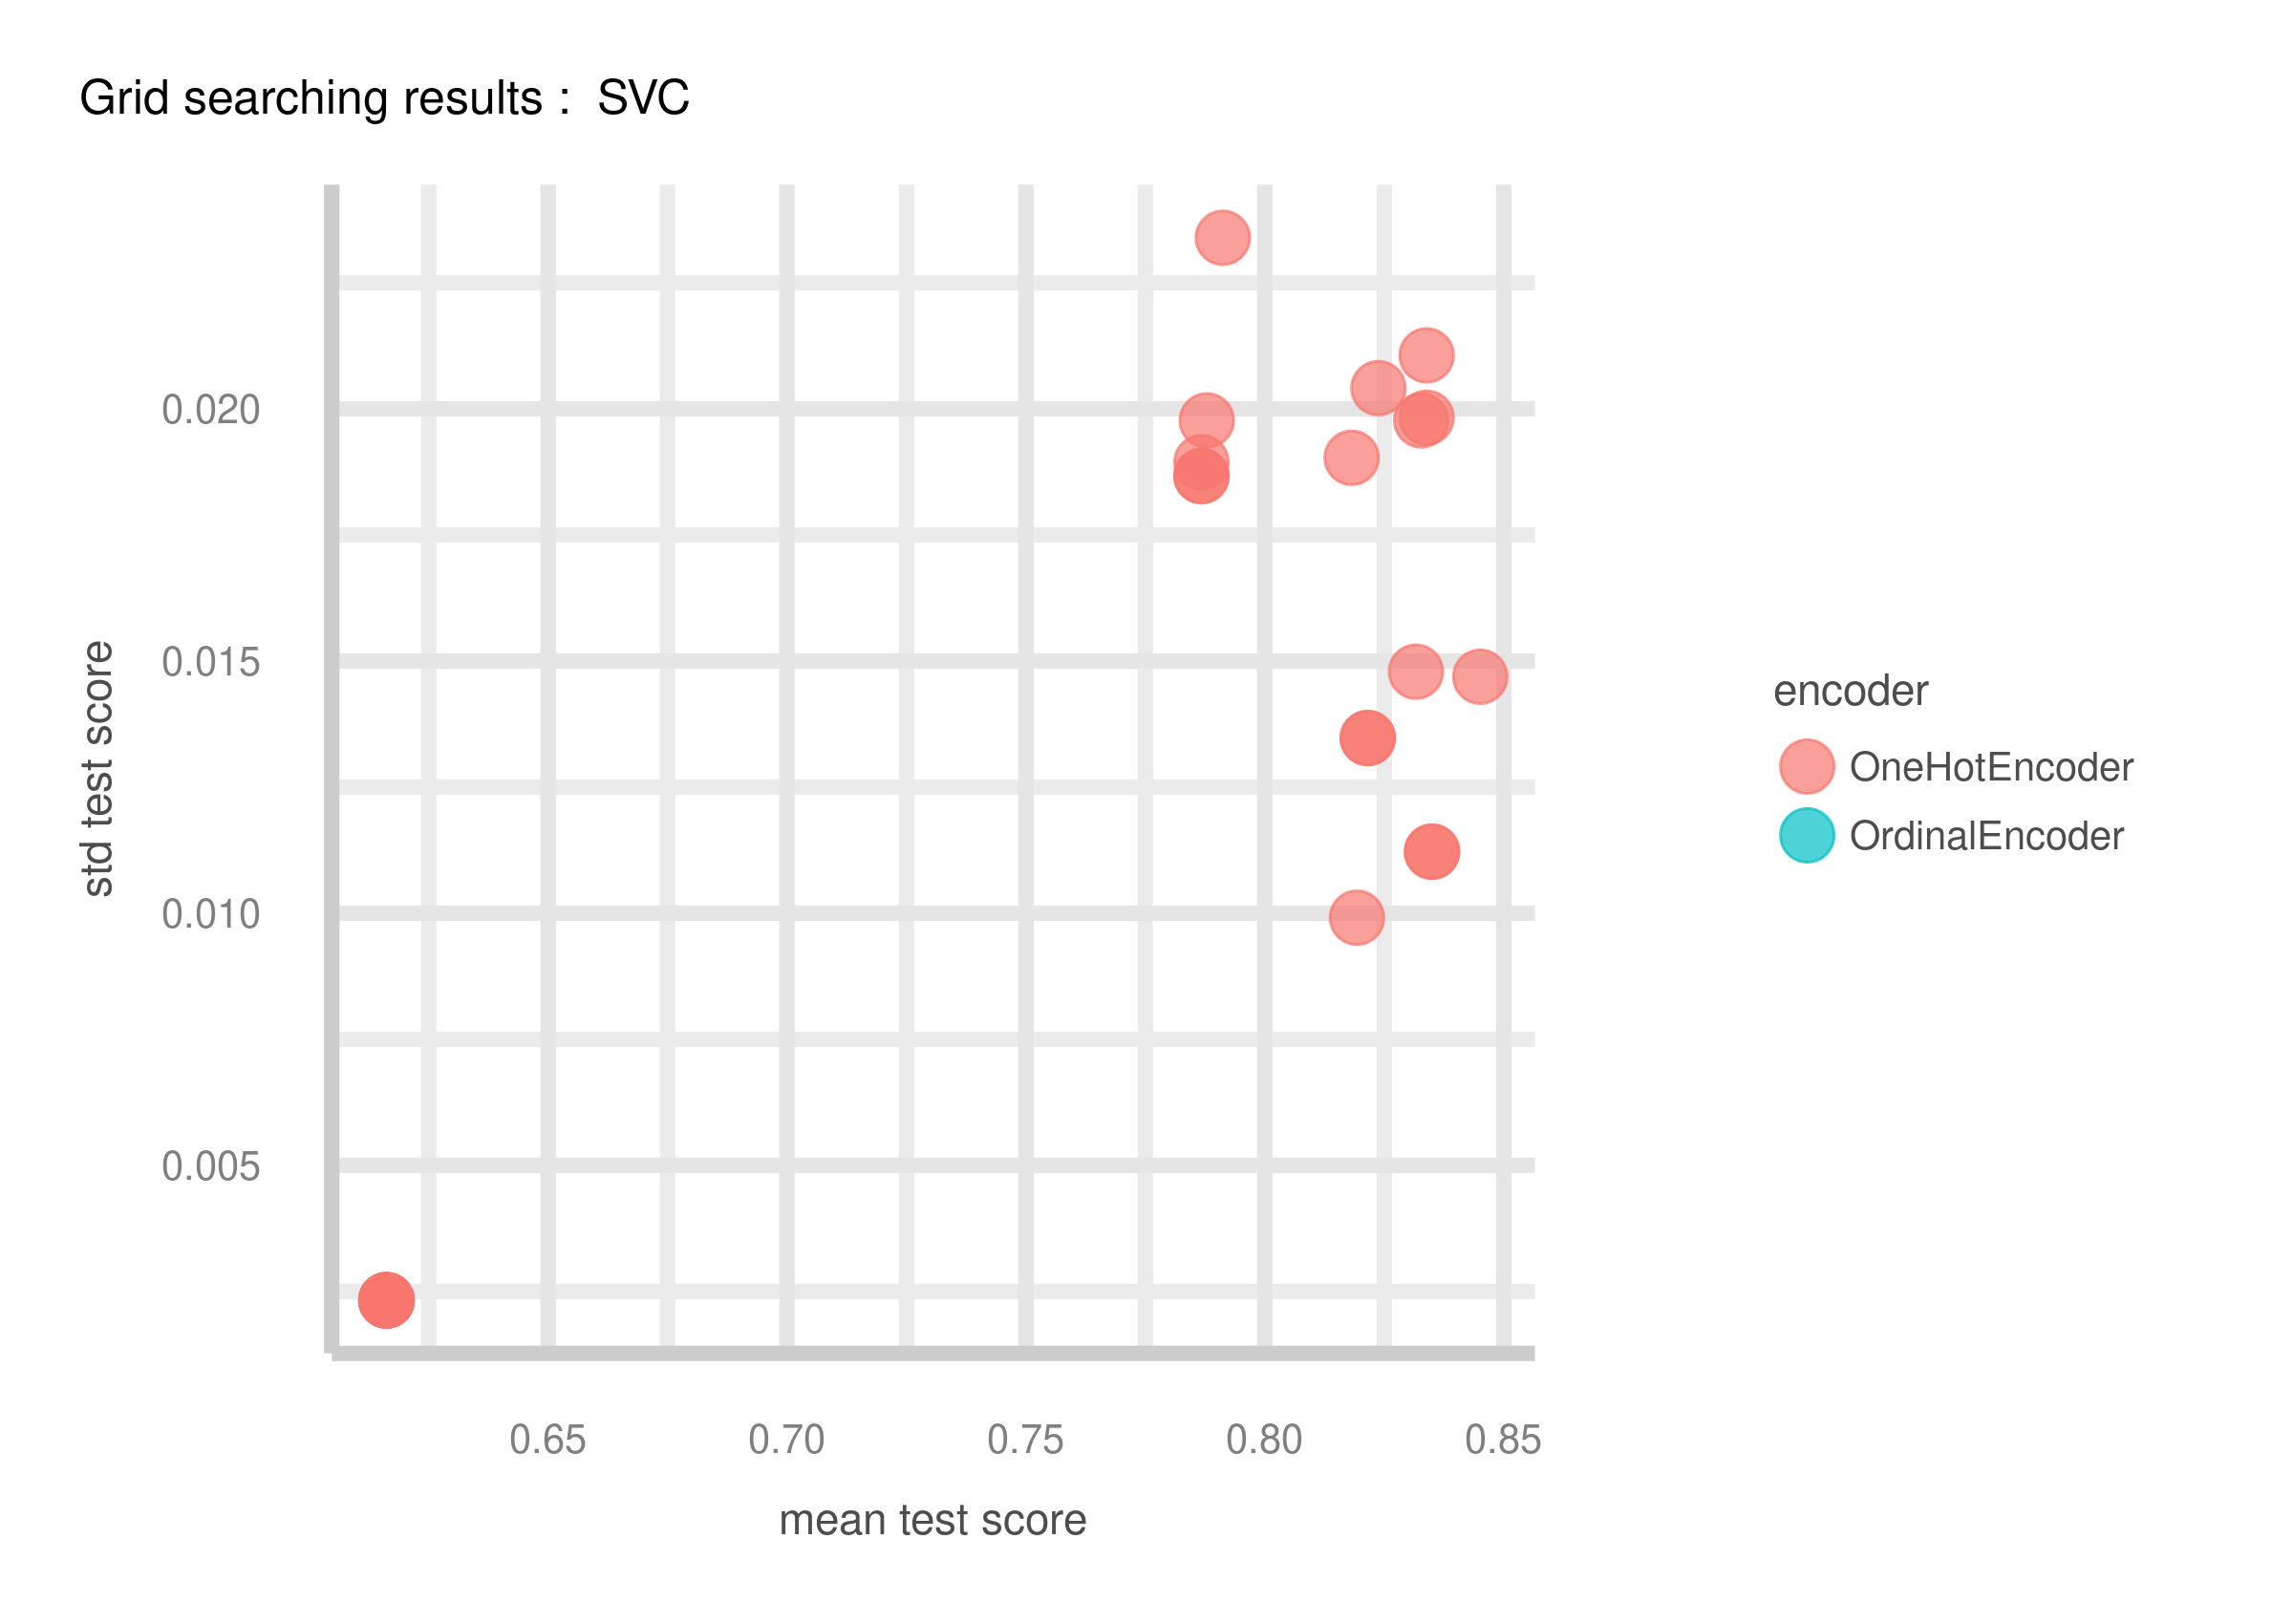 Grid searching results :  SVC
0.020
0.015
0.010
0.005
std test score
0.65 0.70 0.75 0.80 0.85
mean test score
encoder
OneHotEncoder
OrdinalEncoder